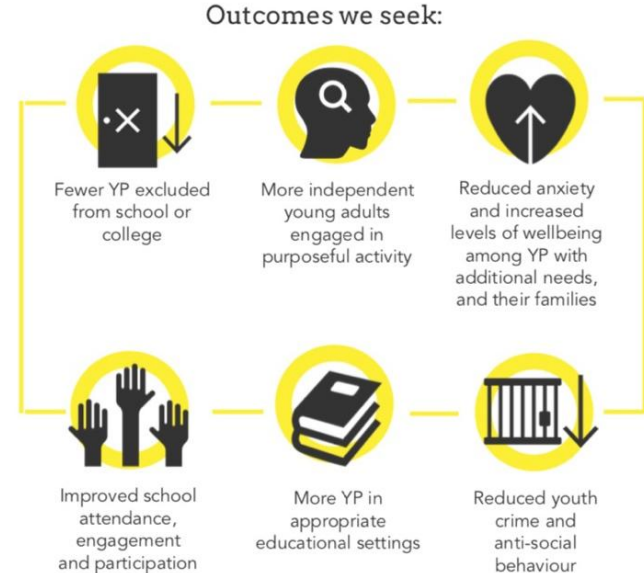 Outcomes we seek:
Fewer YP excluded
from school or
college
More independent
young adults
engaged in
purposeful activity
Reduced anxiety
and increased
levels of wellbeing
among YP with
additional needs,
and their families
Improved school
attendance,
engagement
and participation
More YP in
appropriate
educational settings
Reduced youth
crime and
anti-social
behaviour